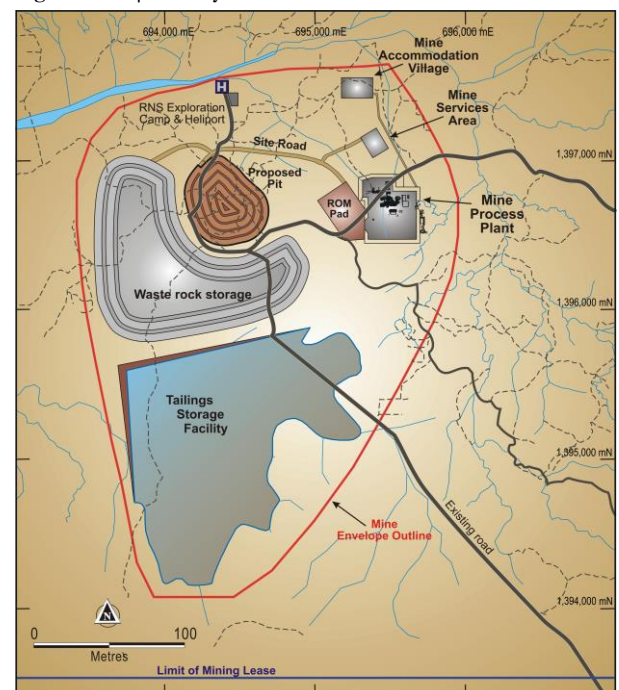 694,000 mE
695,000 mE
696,000 mE
Mine
Accommodation
Village
H
RNS Exploration
Camp & Heliport
Mine
Services
Area
Site Road
1,397,000 mN
Proposed
Pit
ROM
Pad
Mine
Process
Plant
Waste rock storage
1,396,000 mN
Tailings
Storage
Facility
1,395,000 mN
Existing road
Mine
Envelope Outline
1,394,000 mN
N
0
100
Metres
Limit of Mining Lease